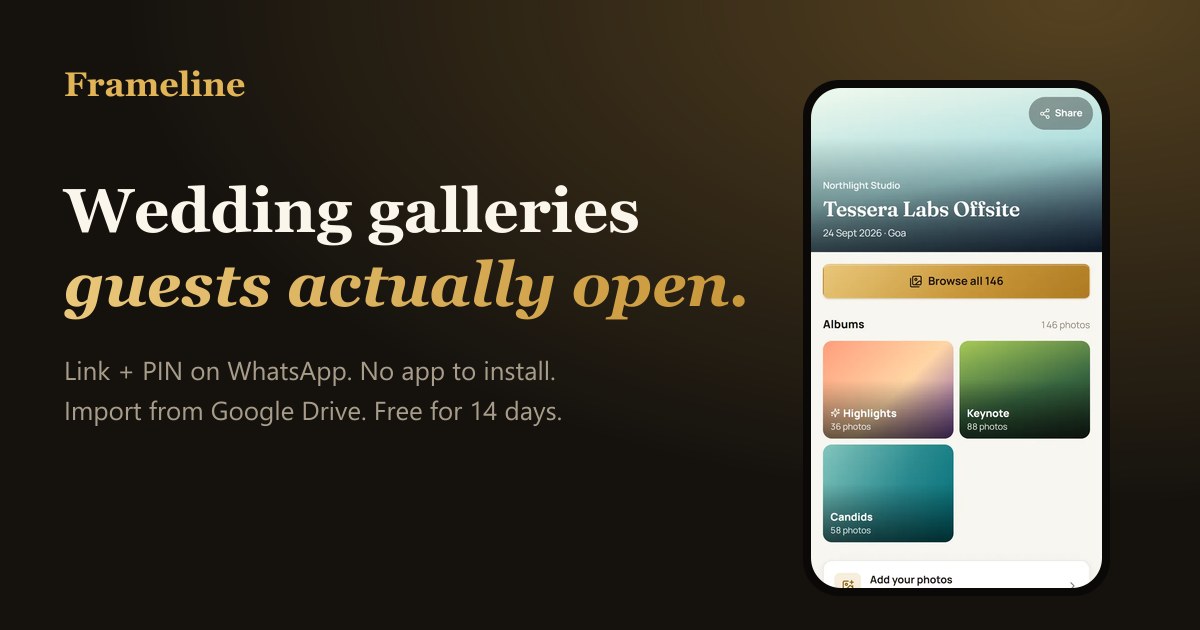 Frameline
Wedding galleries
guests actually open.
Link + PIN on WhatsApp. No app to install.
Import from Google Drive. Free for 14 days.
Share
Northlight Studio
Tessera Labs Offsite
24 Sept 2026 · Goa
Browse all 146
Albums
146 photos
Highlights
36 photos
Keynote
88 photos
Candids
58 photos
Add your photos